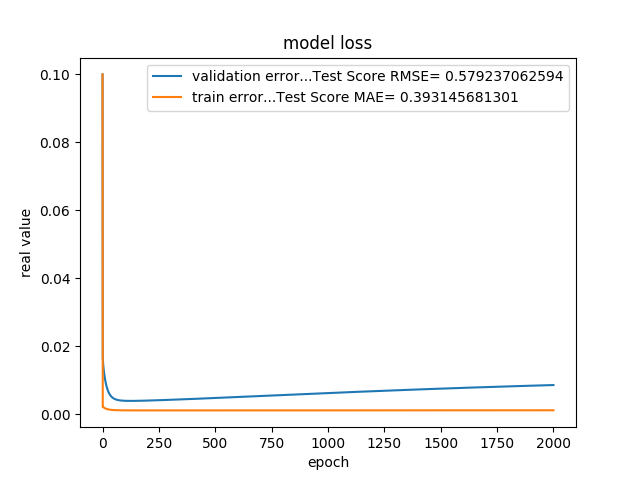 model loss
validation error...Test Score RMSE= 0.579237062594
train error...Test Score MAE= 0.393145681301
0.10
0.08
0.06
0.04
0.02
0.00
real value
0 250 500 750 1000 1250 1500 1750 2000
epoch